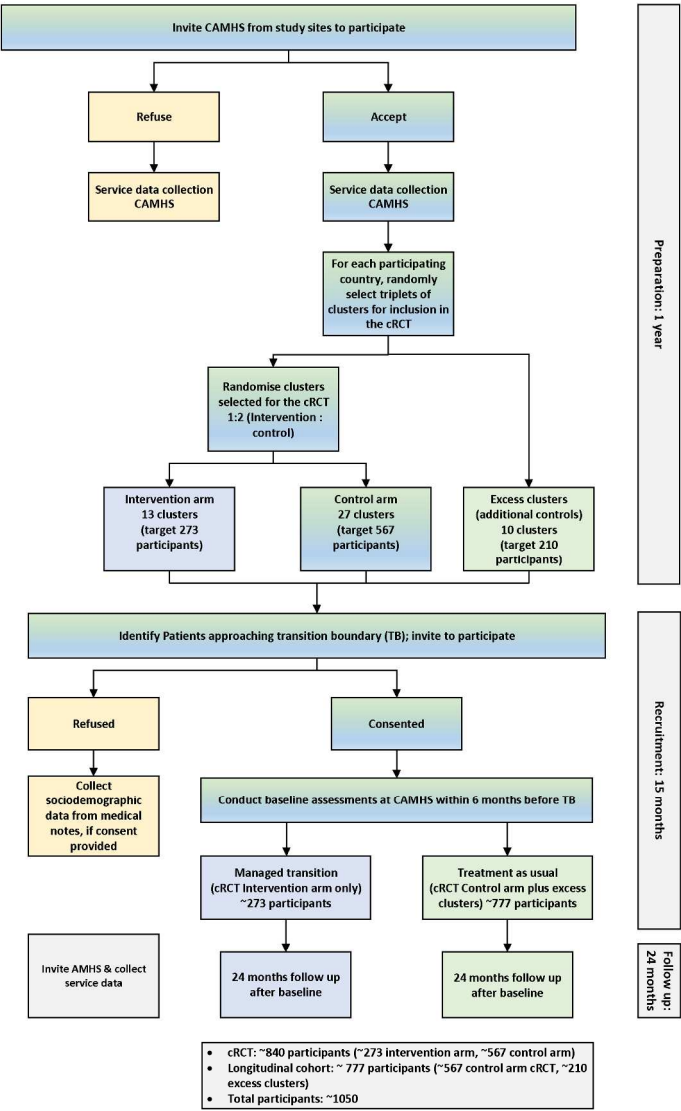 Invite CAMHS from study sites to participate
Refuse
Accept
Service data collection
CAMHS
Service data collection
CAMHS
For each participating
country, randomly
select triplets of
clusters for inclusion in
the cRCT
Randomise clusters
selected for the cRCT
1:2 (Intervention :
control)
Intervention arm
13 clusters
(target 273
participants)
Control arm
27 clusters
(target 567
participants)
Excess clusters
(additional controls)
10 clusters
(target 210
participants)
Preparation: 1 year
Identify Patients approaching transition boundary (TB); invite to participate
Refused
Consented
Collect
sociodemographic
data from medical
notes, if consent
provided
Conduct baseline assessments at CAMHS within 6 months before TB
Managed transition
(cRCT Intervention arm only)
~273 participants
Treatment as usual
(cRCT Control arm plus excess
clusters) ~777 participants
Recruitment: 15 months
Invite AMHS & collect
service data
24 months follow up
after baseline
24 months follow up
after baseline
Follow up:
24 months
• cRCT: ~840 participants (~273 intervention arm, ~567 control arm)
• Longitudinal cohort: ~ 777 participants (~567 control arm cRCT, ~210
excess clusters)
• Total participants: ~1050